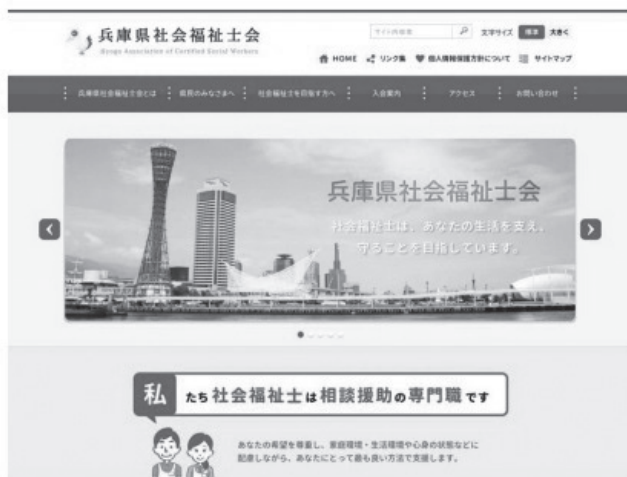 兵庫県社会福祉士会
Hyogo Association of Certified Social Workers
サイト内検索
文字サイズ 標準 大きく
HOME リンク集 個人情報保護方針について サイトマップ
兵庫県社会福祉士会とは 県民のみなさまへ 社会福祉士を目指す方へ 入会案内 アクセス お問い合わせ
兵庫県社会福祉士会
社会福祉士は、あなたの生活を支え、
守ることを目指しています。
私たち社会福祉士は相談援助の専門職です
あなたの希望を尊重し、家庭環境・生活環境や心身の状態などに
配慮しながら、あなたにとって最も良い方法で支援します。